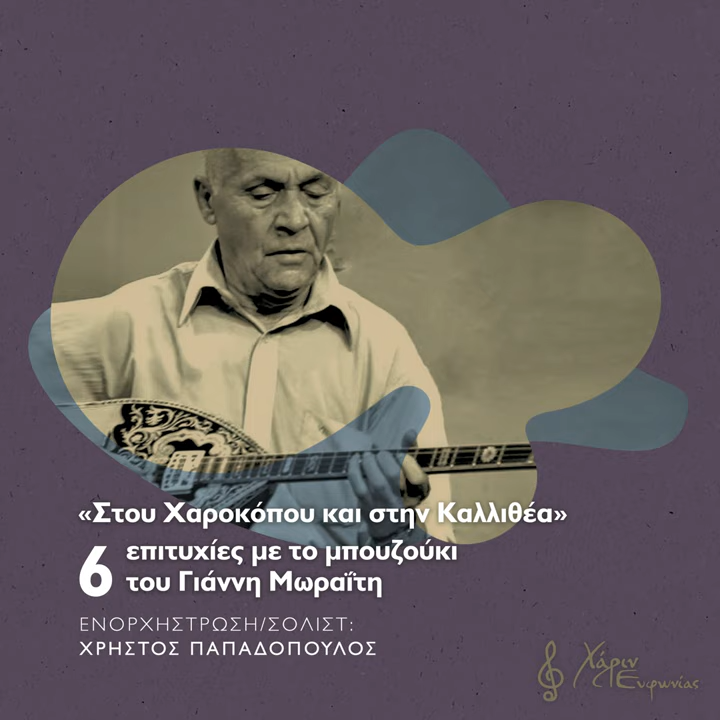 «Στου Χαροκόπου και στην Καλλιθέα»
6 επιτυχίες με το μπουζούκι
του Γιάννη Μωραΐτη
ΕΝΟΡΧΗΣΤΡΩΣΗ/ΣΟΛΙΣΤ:
ΧΡΗΣΤΟΣ ΠΑΠΑΔΟΠΟΥΛΟΣ
Χάριν
Ευφωνίας